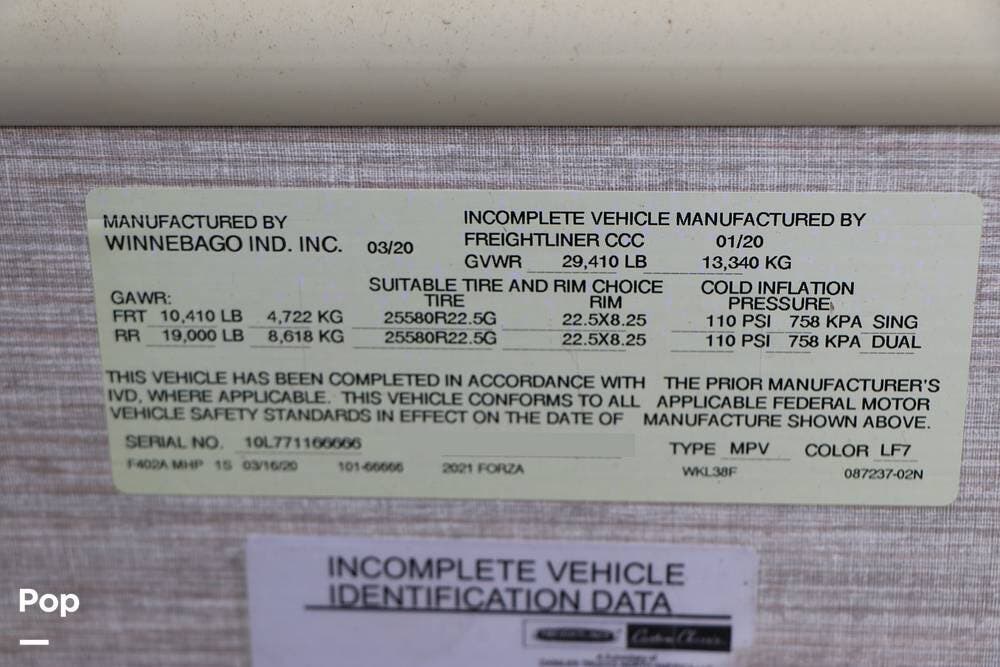 MANUFACTURED BY
WINNEBAGO IND. INC. 03/20
INCOMPLETE VEHICLE MANUFACTURED BY
FREIGHTLINER CCC 01/20
GVWR 29,410 LB 13,340 KG
SUITABLE TIRE AND RIM CHOICE COLD INFLATION
GAWR: TIRE RIM PRESSURE
FRT 10,410 LB 4,722 KG 25580R22.5G 22.5X8.25 110 PSI 758 KPA SING
RR 19,000 LB 8,618 KG 25580R22.5G 22.5X8.25 110 PSI 758 KPA DUAL
THIS VEHICLE HAS BEEN COMPLETED IN ACCORDANCE WITH THE PRIOR MANUFACTURER'S
IVD, WHERE APPLICABLE. THIS VEHICLE CONFORMS TO ALL APPLICABLE FEDERAL MOTOR
VEHICLE SAFETY STANDARDS IN EFFECT ON THE DATE OF MANUFACTURE SHOWN ABOVE.
SERIAL NO. 10L771166666 TYPE MPV COLOR LF7
F402A MHP 1S 03/16/20 101-66666 2021 FORZA WKL38F 087237-02N
INCOMPLETE VEHICLE
IDENTIFICATION DATA
Pop